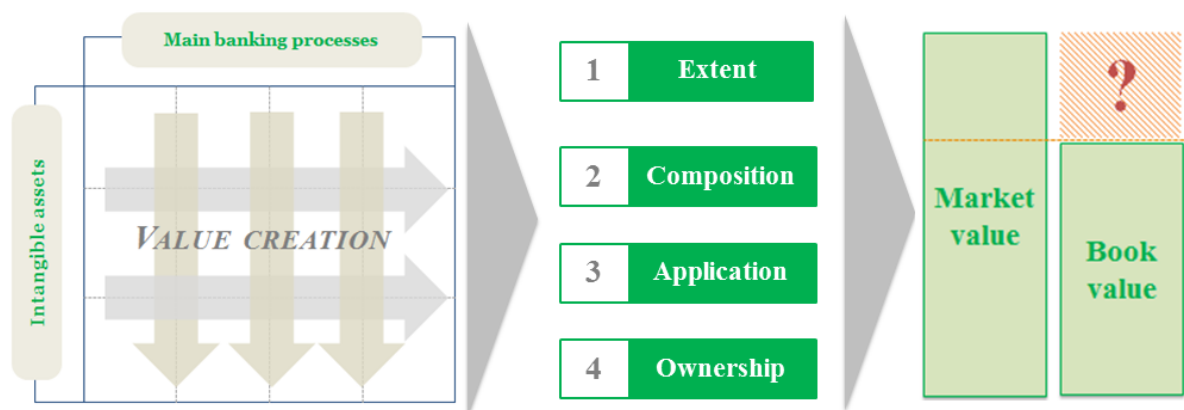 Main banking processes
Intangible assets
VALUE CREATION
1 Extent
2 Composition
3 Application
4 Ownership
?
Market
value
Book
value